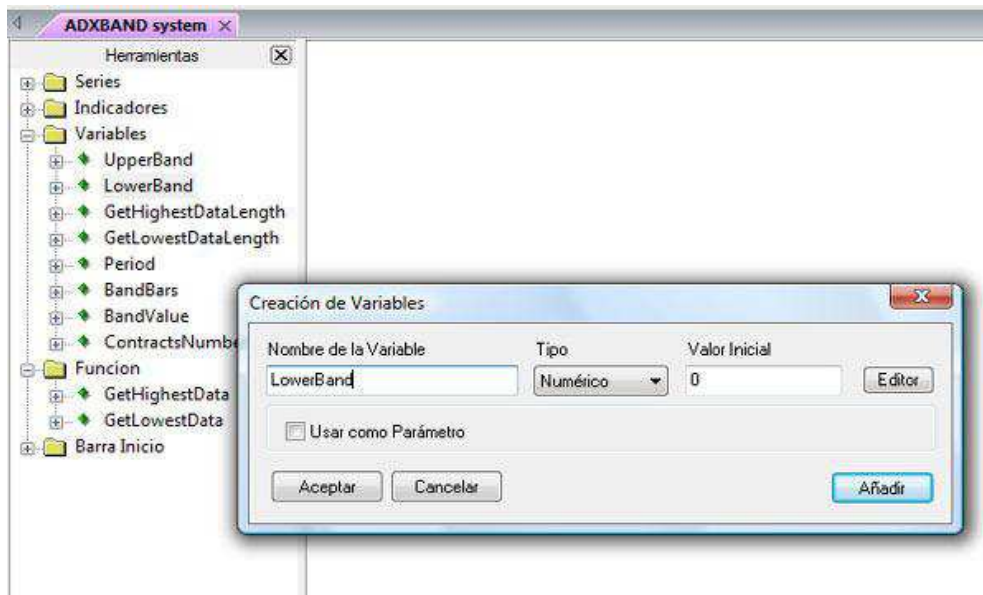 ADXBAND system
Herramientas
Series
Indicadores
Variables
UpperBand
LowerBand
GetHighestDataLength
GetLowestDataLength
Period
BandBars
BandValue
ContractsNumbe
Funcion
GetHighestData
GetLowestData
Barra Inicio
Creación de Variables
Nombre de la Variable Tipo Valor Inicial
LowerBand Numérico 0 Editor
Usar como Parámetro
Aceptar Cancelar Añadir